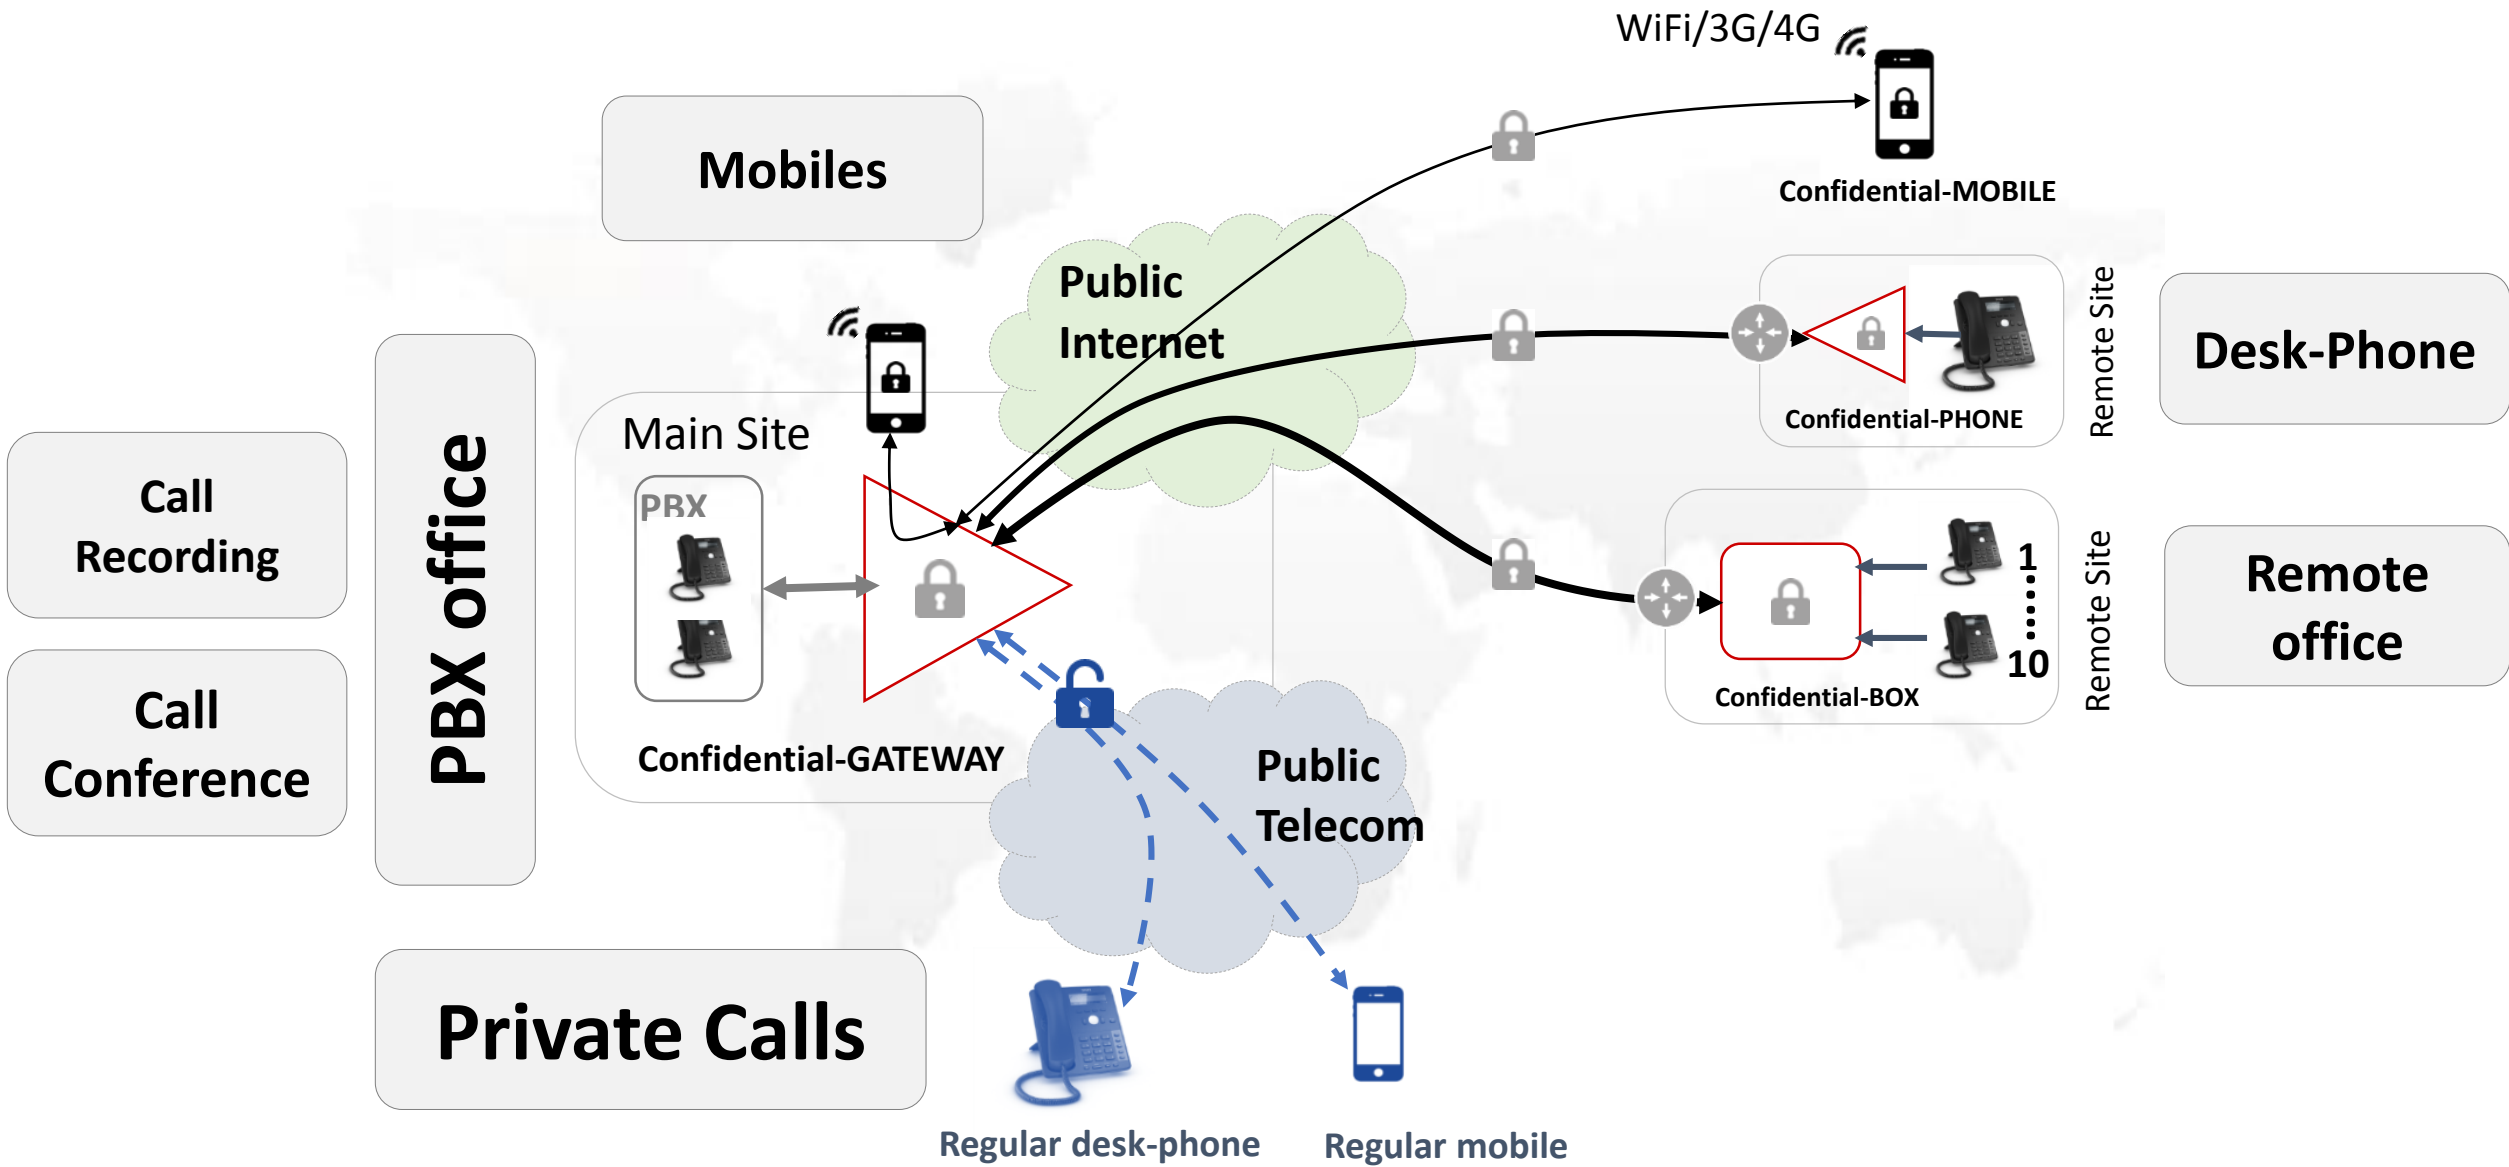 WiFi/3G/4G
Mobiles
Confidential-MOBILE
Public
Internet
Remote Site
Desk-Phone
Confidential-PHONE
Main Site
PBX office
Call
Recording
PBX
1
10
Remote Site
Remote
office
Confidential-BOX
Call
Conference
Confidential-GATEWAY
Public
Telecom
Private Calls
Regular desk-phone
Regular mobile